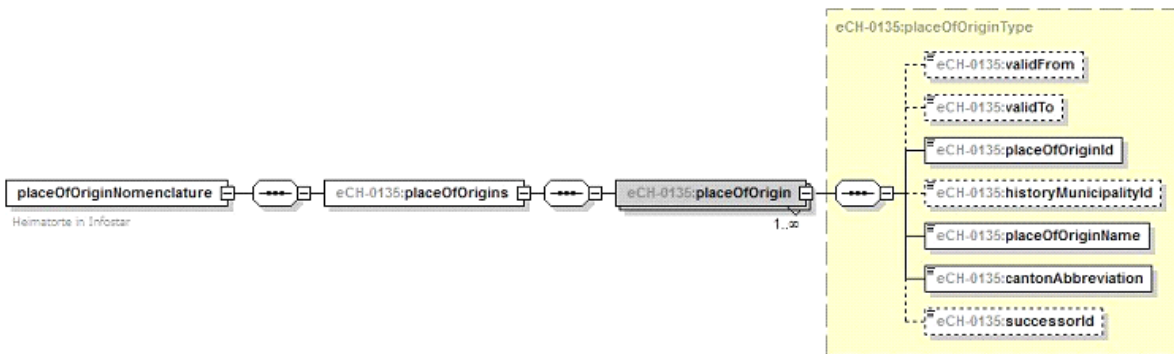 eCH-0135:placeOfOriginType
eCH-0135:validFrom
eCH-0135:validTo
eCH-0135:placeOfOriginId
placeOfOriginNomenclature
eCH-0135:placeOfOrigins
eCH-0135:placeOfOrigin
eCH-0135:historyMunicipalityId
Heimatorte in Infostar
1..∞
eCH-0135:placeOfOriginName
eCH-0135:cantonAbbreviation
eCH-0135:successorId